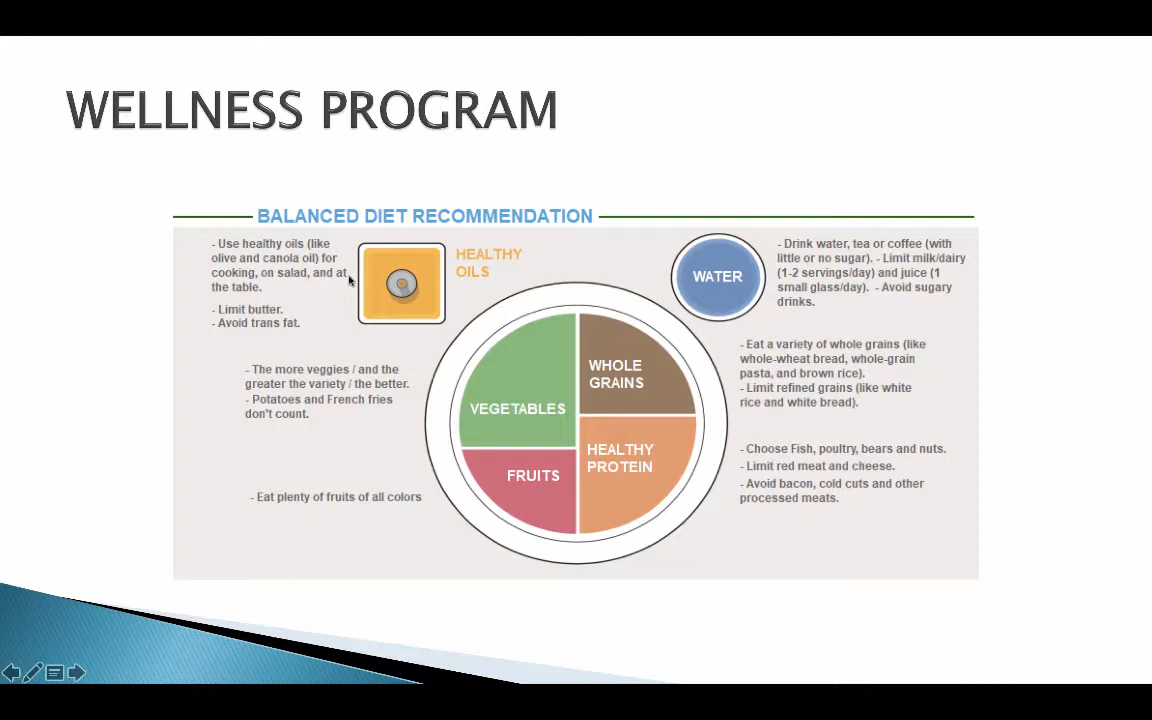 WELLNESS PROGRAM
BALANCED DIET RECOMMENDATION
- Use healthy oils (like
olive and canola oil) for
cooking, on salad, and at
the table.
- Limit butter.
- Avoid trans fat.
HEALTHY
OILS
WATER
- Drink water, tea or coffee (with
little or no sugar). - Limit milk/dairy
(1-2 servings/day) and juice (1
small glass/day). - Avoid sugary
drinks.
- The more veggies / and the
greater the variety / the better.
- Potatoes and French fries
don't count.
VEGETABLES
WHOLE
GRAINS
- Eat a variety of whole grains (like
whole-wheat bread, whole-grain
pasta, and brown rice).
- Limit refined grains (like white
rice and white bread).
- Eat plenty of fruits of all colors
FRUITS
HEALTHY
PROTEIN
- Choose Fish, poultry, bears and nuts.
- Limit red meat and cheese.
- Avoid bacon, cold cuts and other
processed meats.